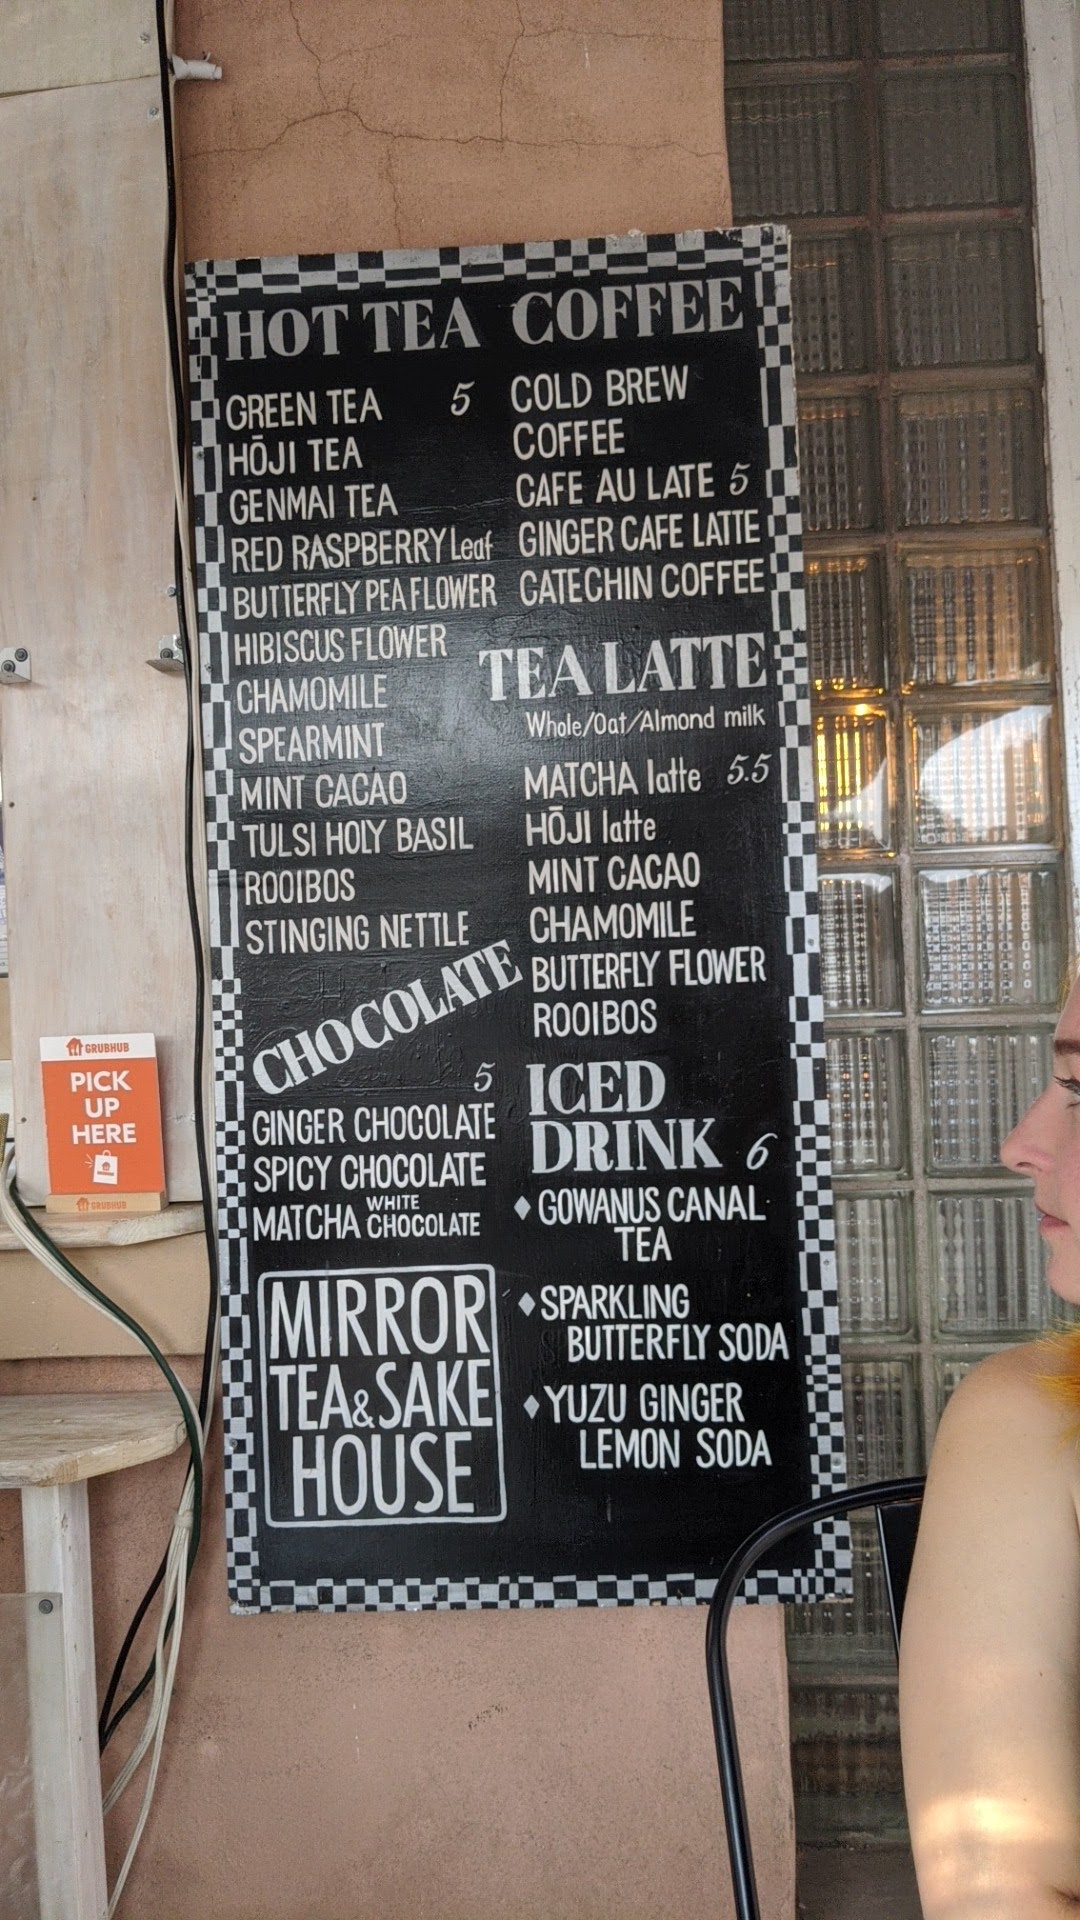 HOT TEA
GREEN TEA 5
HŌJI TEA
GENMAI TEA
RED RASPBERRY Leaf
BUTTERFLY PEA FLOWER
HIBISCUS FLOWER
CHAMOMILE
SPEARMINT
MINT CACAO
TULSI HOLY BASIL
ROOIBOS
STINGING NETTLE
CHOCOLATE
5
GINGER CHOCOLATE
SPICY CHOCOLATE
MATCHA WHITE CHOCOLATE
MIRROR
TEA & SAKE
HOUSE
COFFEE
COLD BREW
COFFEE
CAFE AU LATE 5
GINGER CAFE LATTE
CATECHIN COFFEE
TEA LATTE
Whole/Oat/Almond milk
MATCHA latte 5.5
HŌJI latte
MINT CACAO
CHAMOMILE
BUTTERFLY FLOWER
ROOIBOS
ICED
DRINK 6
GOWANUS CANAL
TEA
SPARKLING
BUTTERFLY SODA
YUZU GINGER
LEMON SODA
GRUBHUB
PICK
UP
HERE
GRUBHUB